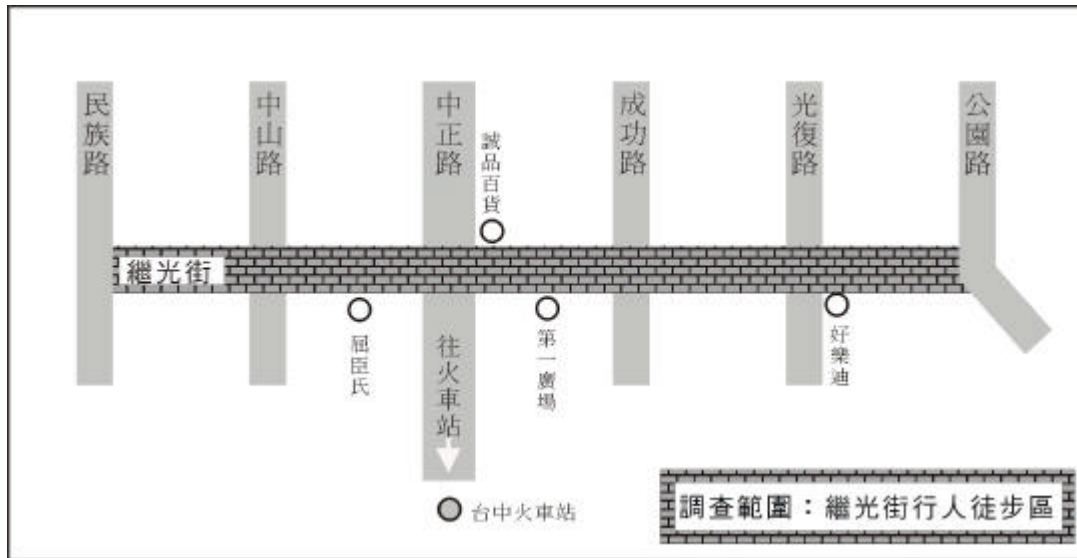 民族路
中山路
中正路
成功路
光復路
公園路
誠品百貨
繼光街
屈臣氏
往火車站
第一廣場
好樂迪
台中火車站
調查範圍：繼光街行人徒步區